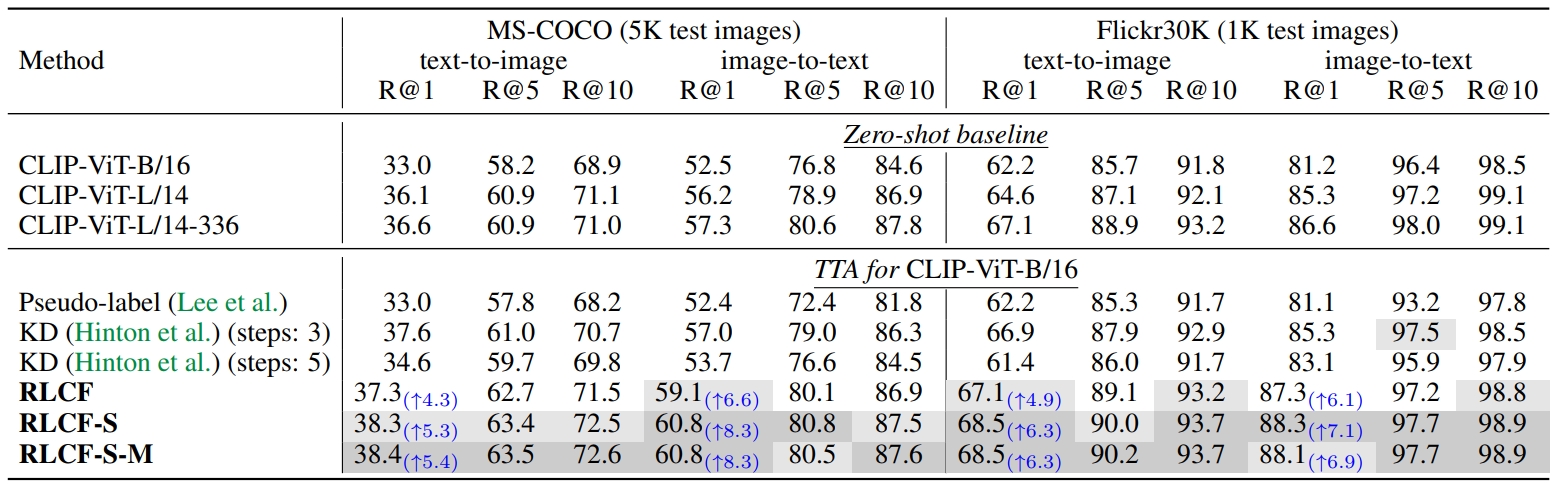 MS-COCO (5K test images) Flickr30K (1K test images)
Method text-to-image image-to-text text-to-image image-to-text
R@1 R@5 R@10 R@1 R@5 R@10 R@1 R@5 R@10 R@1 R@5 R@10
Zero-shot baseline
CLIP-ViT-B/16 33.0 58.2 68.9 52.5 76.8 84.6 62.2 85.7 91.8 81.2 96.4 98.5
CLIP-ViT-L/14 36.1 60.9 71.1 56.2 78.9 86.9 64.6 87.1 92.1 85.3 97.2 99.1
CLIP-ViT-L/14-336 36.6 60.9 71.0 57.3 80.6 87.8 67.1 88.9 93.2 86.6 98.0 99.1
TTA for CLIP-ViT-B/16
Pseudo-label (Lee et al.) 33.0 57.8 68.2 52.4 72.4 81.8 62.2 85.3 91.7 81.1 93.2 97.8
KD (Hinton et al.) (steps: 3) 37.6 61.0 70.7 57.0 79.0 86.3 66.9 87.9 92.9 85.3 97.5 98.5
KD (Hinton et al.) (steps: 5) 34.6 59.7 69.8 53.7 76.6 84.5 61.4 86.0 91.7 83.1 95.9 97.9
RLCF 37.3(↑4.3) 62.7 71.5 59.1(↑6.6) 80.1 86.9 67.1(↑4.9) 89.1 93.2 87.3(↑6.1) 97.2 98.8
RLCF-S 38.3(↑5.3) 63.4 72.5 60.8(↑8.3) 80.8 87.5 68.5(↑6.3) 90.0 93.7 88.3(↑7.1) 97.7 98.9
RLCF-S-M 38.4(↑5.4) 63.5 72.6 60.8(↑8.3) 80.5 87.6 68.5(↑6.3) 90.2 93.7 88.1(↑6.9) 97.7 98.9